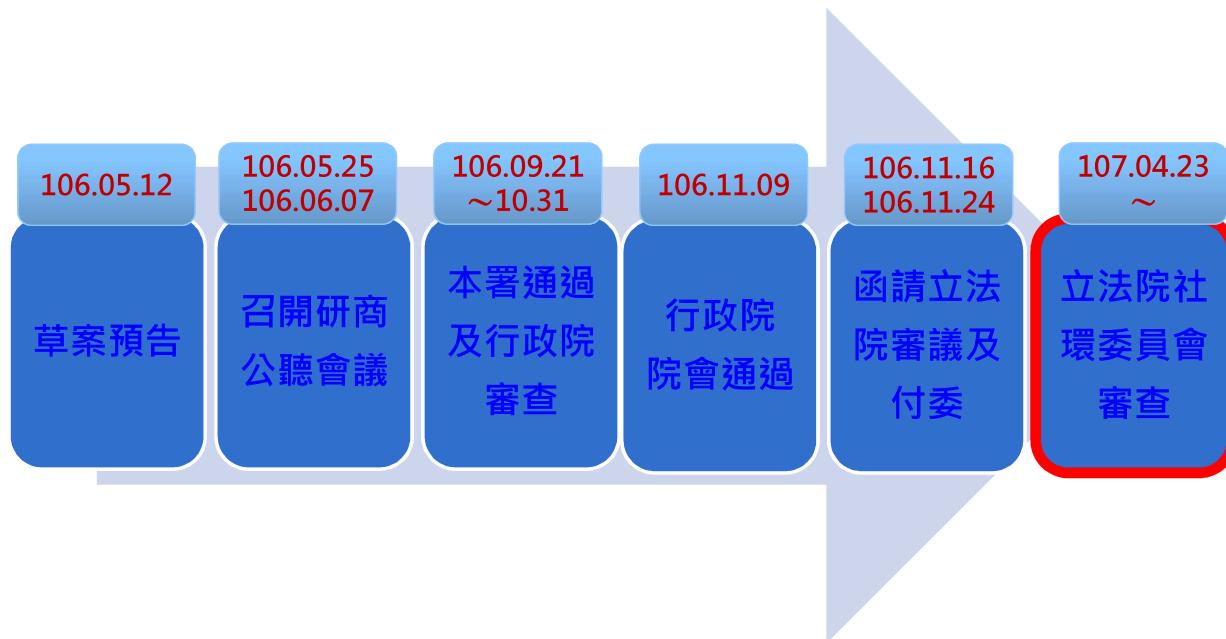 106.05.12
草案預告
106.05.25
106.06.07
召開研商
公聽會議
106.09.21
～10.31
本署通過
及行政院
審查
106.11.09
行政院
院會通過
106.11.16
106.11.24
函請立法
院審議及
付委
107.04.23
～
立法院社
環委員會
審查